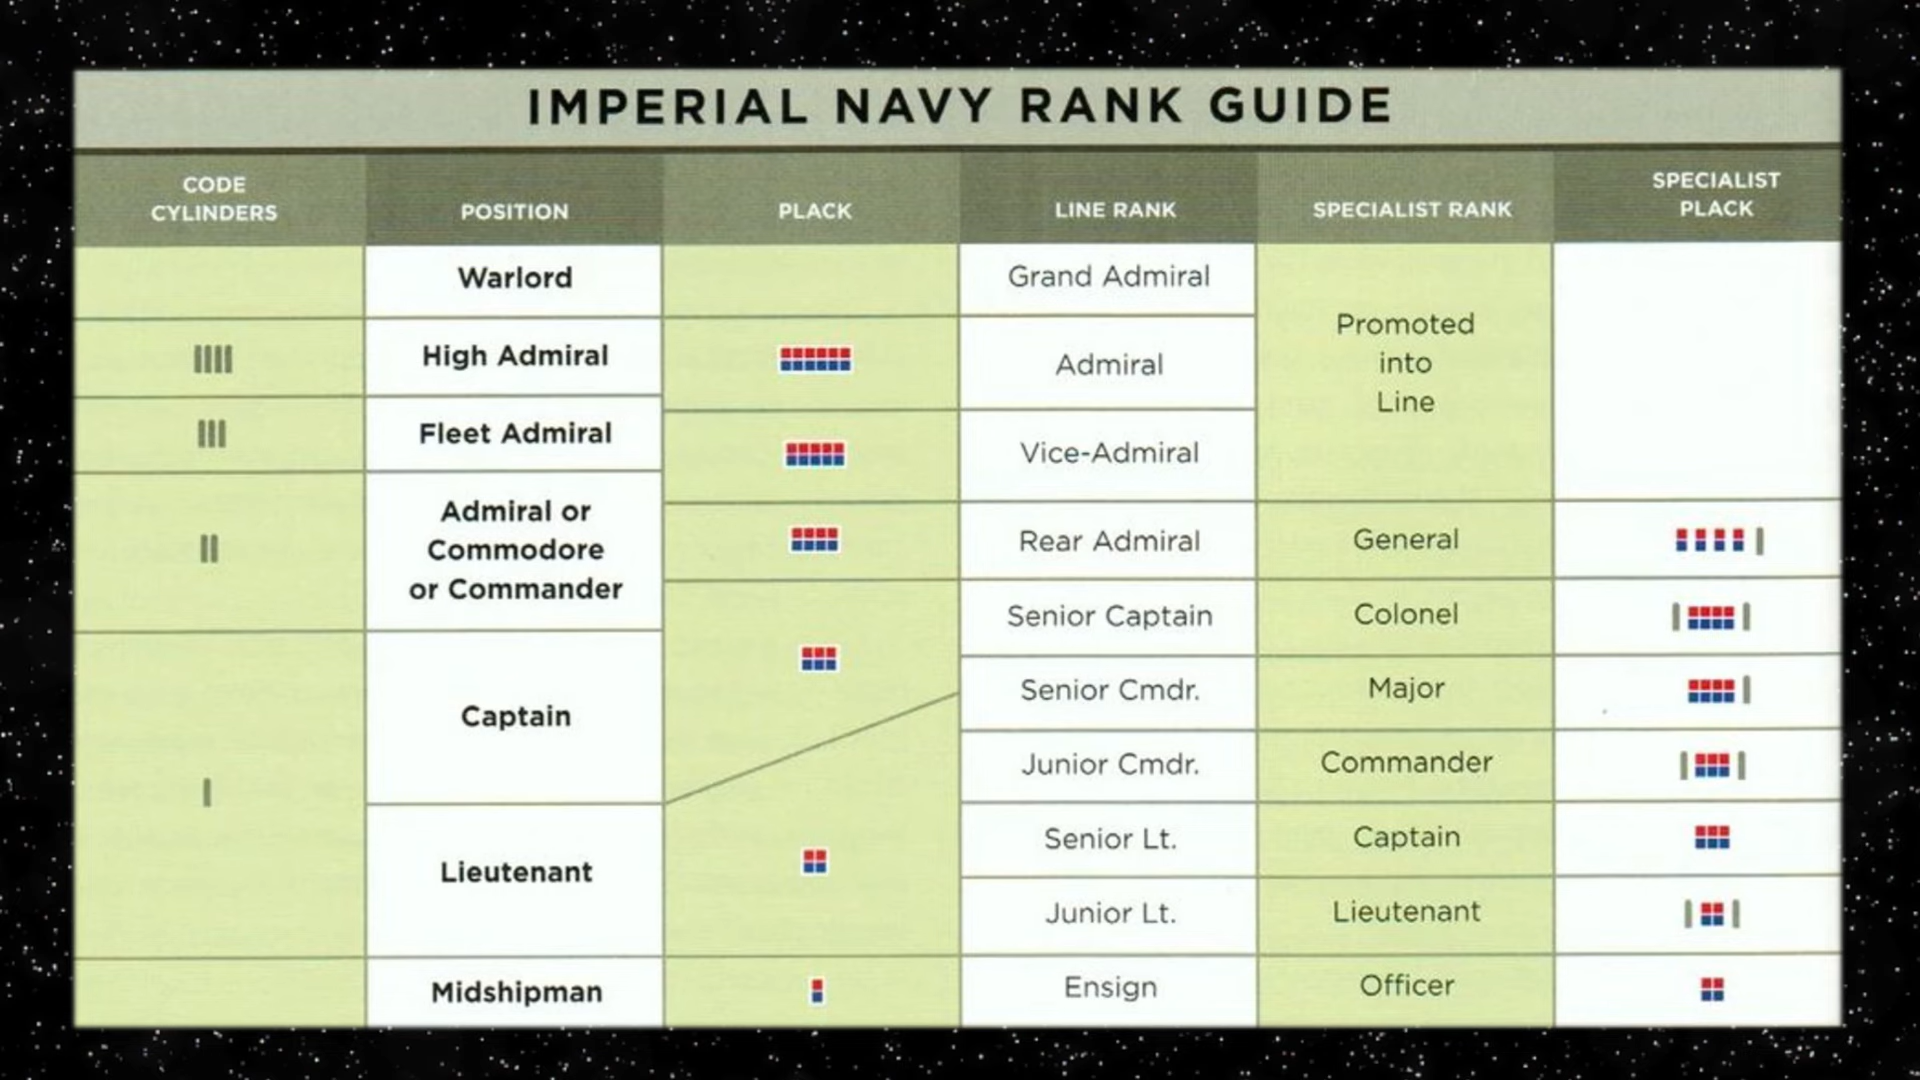 IMPERIAL NAVY RANK GUIDE
CODE
CYLINDERS
POSITION
PLACK
LINE RANK
SPECIALIST RANK
SPECIALIST
PLACK
Warlord
Grand Admiral
Promoted
into
Line
High Admiral
Admiral
Fleet Admiral
Vice-Admiral
Admiral or
Commodore
or Commander
Rear Admiral
General
Senior Captain
Colonel
Captain
Senior Cmdr.
Major
Junior Cmdr.
Commander
Lieutenant
Senior Lt.
Captain
Junior Lt.
Lieutenant
Midshipman
Ensign
Officer